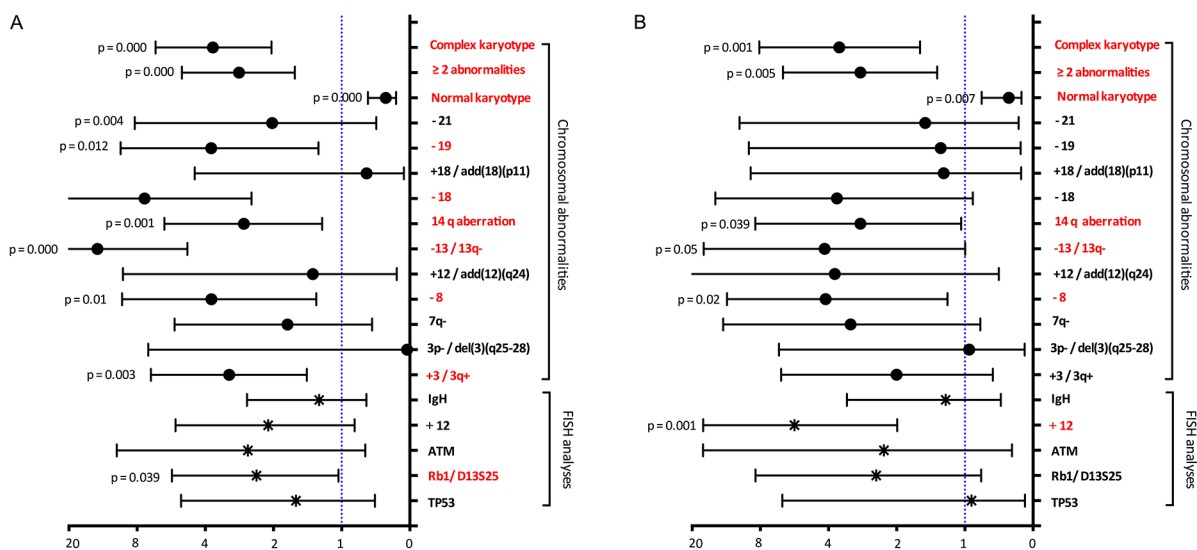 A
p = 0.000 Complex karyotype
p = 0.000 ≥ 2 abnormalities
p = 0.000 Normal karyotype
p = 0.004 - 21
p = 0.012 - 19
+18 / add(18)(p11)
- 18
p = 0.001 14 q aberration
p = 0.000 -13 / 13q-
+12 / add(12)(q24)
p = 0.01 - 8
7q-
3p- / del(3)(q25-28)
p = 0.003 +3 / 3q+
IgH
+ 12
ATM
p = 0.039 Rb1/ D13S25
TP53
Chromosomal abnormalities
FISH analyses
20 8 4 2 1 0
B
p = 0.001 Complex karyotype
p = 0.005 ≥ 2 abnormalities
p = 0.007 Normal karyotype
- 21
- 19
+18 / add(18)(p11)
- 18
p = 0.039 14 q aberration
p = 0.05 -13 / 13q-
+12 / add(12)(q24)
p = 0.02 - 8
7q-
3p- / del(3)(q25-28)
+3 / 3q+
IgH
p = 0.001 + 12
ATM
Rb1/ D13S25
TP53
Chromosomal abnormalities
FISH analyses
20 8 4 2 1 0